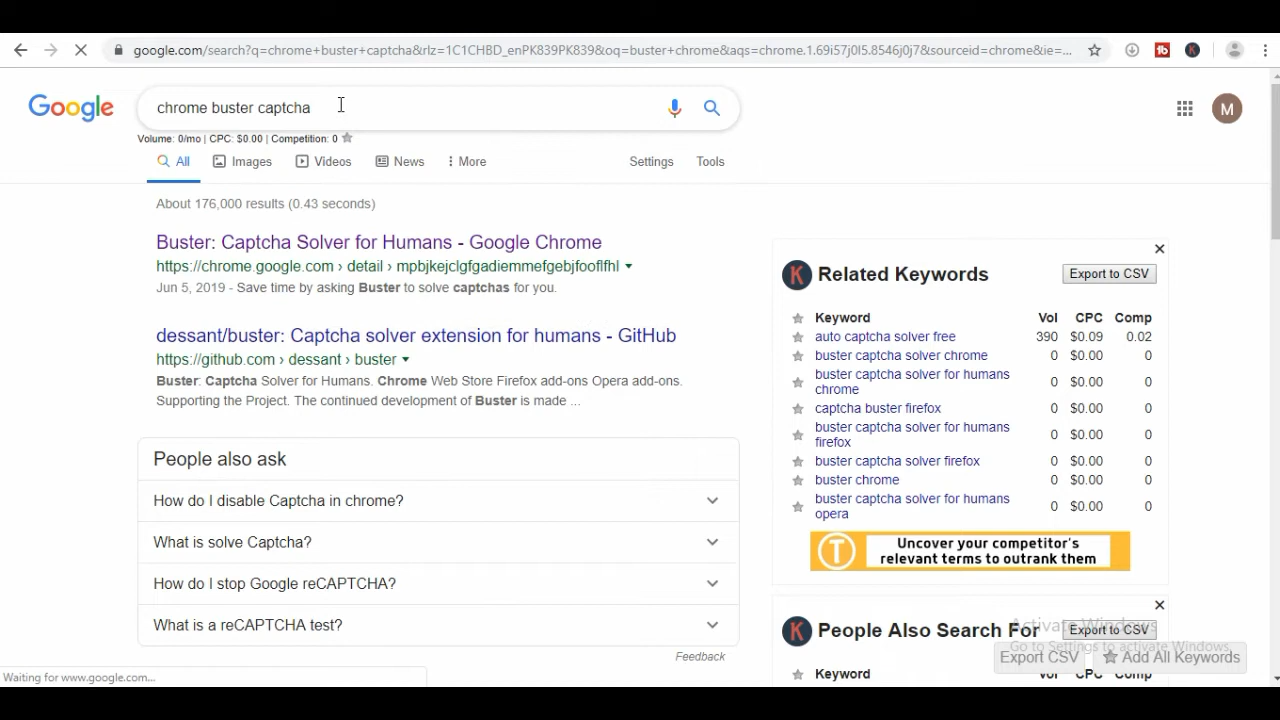 google.com/search?q=chrome+buster+captcha&rlz=1C1CHBD_enPK839PK839&oq=buster+chrome&aqs=chrome.1.69i57j0l5.8546j0j7&sourceid=chrome&ie=...
Google
chrome buster captcha
M
Volume: 0/mo | CPC: $0.00 | Competition: 0
All
Images
Videos
News
More
Settings
Tools
About 176,000 results (0.43 seconds)
Buster: Captcha Solver for Humans - Google Chrome
https://chrome.google.com › detail › mpbjkejclgfgadiemmefgebjfooflfhl
Jun 5, 2019 - Save time by asking Buster to solve captchas for you.
dessant/buster: Captcha solver extension for humans - GitHub
https://github.com › dessant › buster
Buster: Captcha Solver for Humans. Chrome Web Store Firefox add-ons Opera add-ons.
Supporting the Project. The continued development of Buster is made ...
People also ask
How do I disable Captcha in chrome?
What is solve Captcha?
How do I stop Google reCAPTCHA?
What is a reCAPTCHA test?
Feedback
K Related Keywords
Export to CSV
Keyword Vol CPC Comp
auto captcha solver free 390 $0.09 0.02
buster captcha solver chrome 0 $0.00 0
buster captcha solver for humans
chrome 0 $0.00 0
captcha buster firefox 0 $0.00 0
buster captcha solver for humans
firefox 0 $0.00 0
buster captcha solver firefox 0 $0.00 0
buster chrome 0 $0.00 0
buster captcha solver for humans
opera 0 $0.00 0
T
Uncover your competitor's
relevant terms to outrank them
K People Also Search For
Export to CSV
Activate Windows
Go to Settings to activate Windows.
Export CSV
Add All Keywords
Keyword Vol CPC Comp
Waiting for www.google.com...